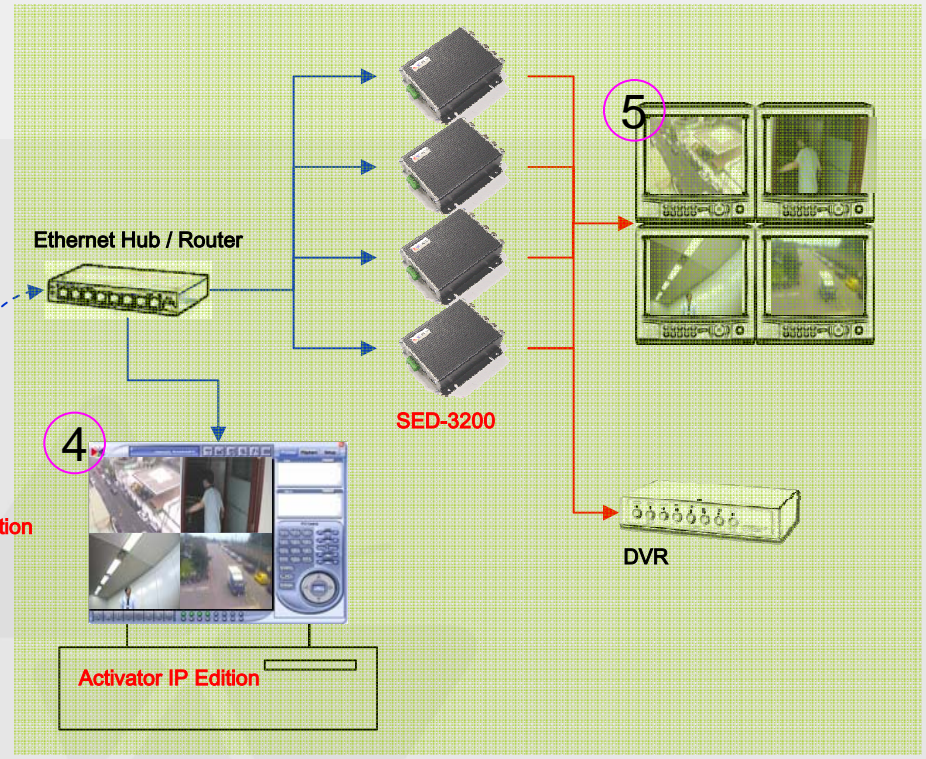 5
Ethernet Hub / Router
SED-3200
4
tion
DVR
Activator IP Edition